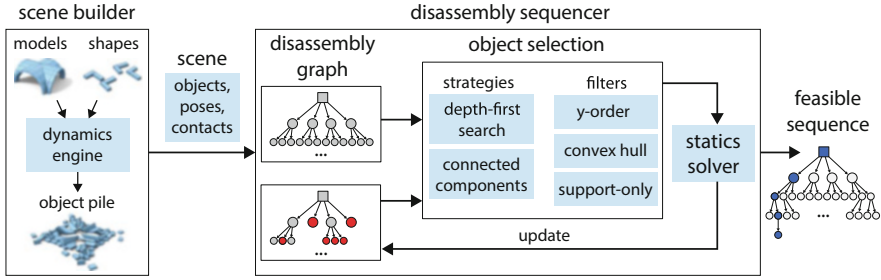 scene builder
models shapes
dynamics
engine
object pile
scene
objects,
poses,
contacts
disassembly sequencer
disassembly
graph
...
...
object selection
strategies
depth-first
search
connected
components
filters
y-order
convex hull
support-only
statics
solver
update
feasible
sequence
...